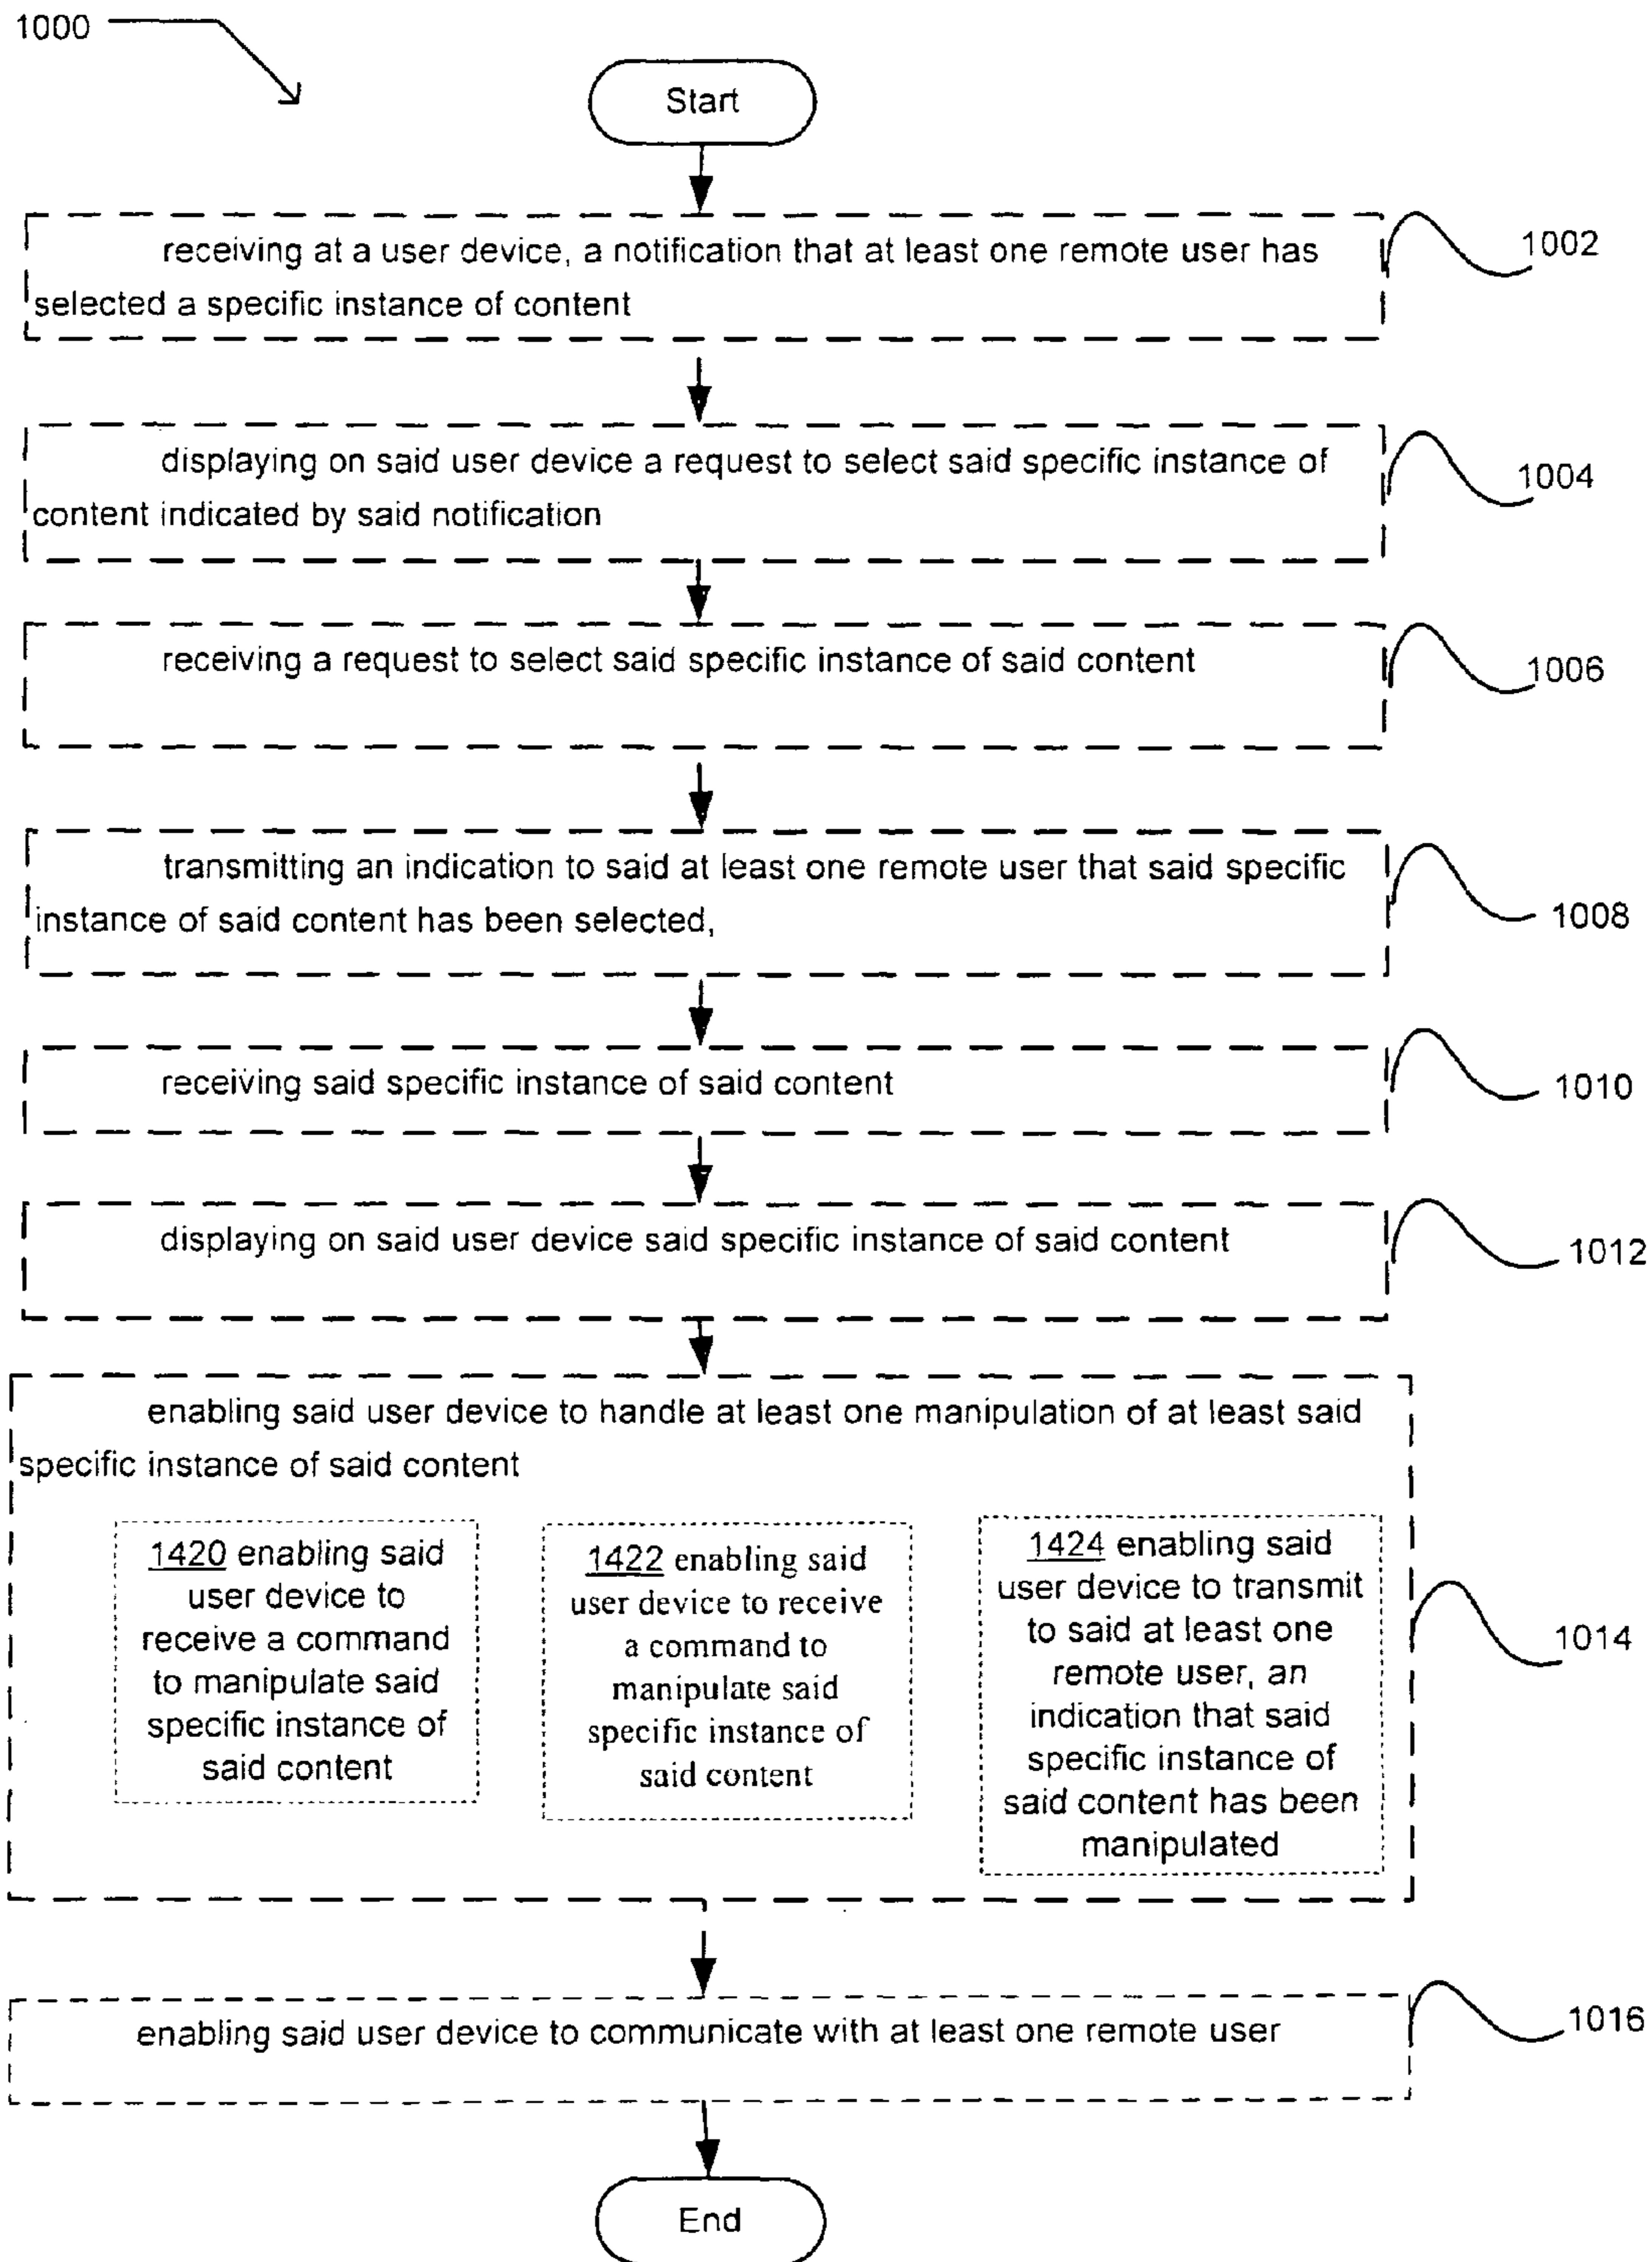 1000
Start
receiving at a user device, a notification that at least one remote user has
selected a specific instance of content
1002
displaying on said user device a request to select said specific instance of
content indicated by said notification
1004
receiving a request to select said specific instance of said content
1006
transmitting an indication to said at least one remote user that said specific
instance of said content has been selected,
1008
receiving said specific instance of said content
1010
displaying on said user device said specific instance of said content
1012
enabling said user device to handle at least one manipulation of at least said
specific instance of said content
1420 enabling said
user device to
receive a command
to manipulate said
specific instance of
said content
1422 enabling said
user device to receive
a command to
manipulate said
specific instance of
said content
1424 enabling said
user device to transmit
to said at least one
remote user, an
indication that said
specific instance of
said content has been
manipulated
1014
enabling said user device to communicate with at least one remote user
1016
End